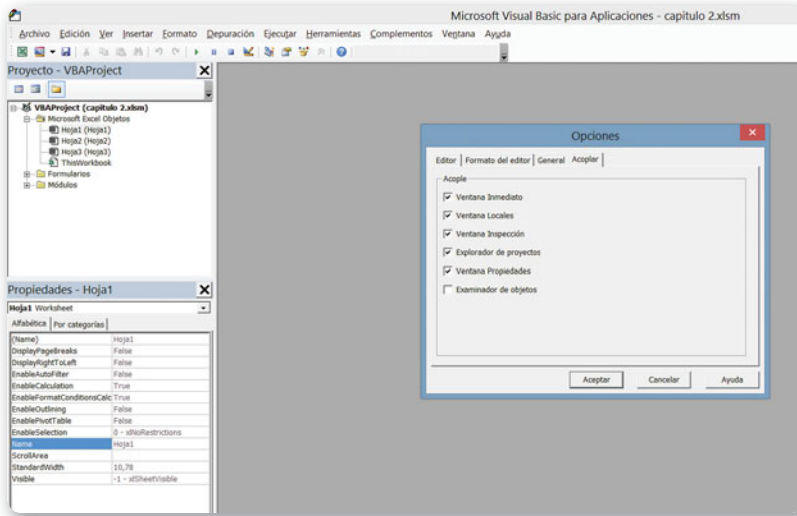 Microsoft Visual Basic para Aplicaciones - capitulo 2.xlsm
Archivo Edición Ver Insertar Formato Depuración Ejecutar Herramientas Complementos Ventana Ayuda
Proyecto - VBAProject
VBAProject (capitulo 2.xlsm)
Microsoft Excel Objetos
Hoja1 (Hoja1)
Hoja2 (Hoja2)
Hoja3 (Hoja3)
ThisWorkbook
Formularios
Módulos
Propiedades - Hoja1
Hoja1 Worksheet
Alfabética Por categorías
(Name) Hoja1
DisplayPageBreaks False
DisplayRightToLeft False
EnableAutoFilter False
EnableCalculation True
EnableFormatConditionsCalc True
EnableOutlining False
EnablePivotTable False
EnableSelection 0 - xlNoRestrictions
Name Hoja1
ScrollArea
StandardWidth 10,78
Visible -1 - xlSheetVisible
Opciones
Editor Formato del editor General Acoplar
Acople
Ventana Inmediato
Ventana Locales
Ventana Inspección
Explorador de proyectos
Ventana Propiedades
Examinador de objetos
Aceptar Cancelar Ayuda